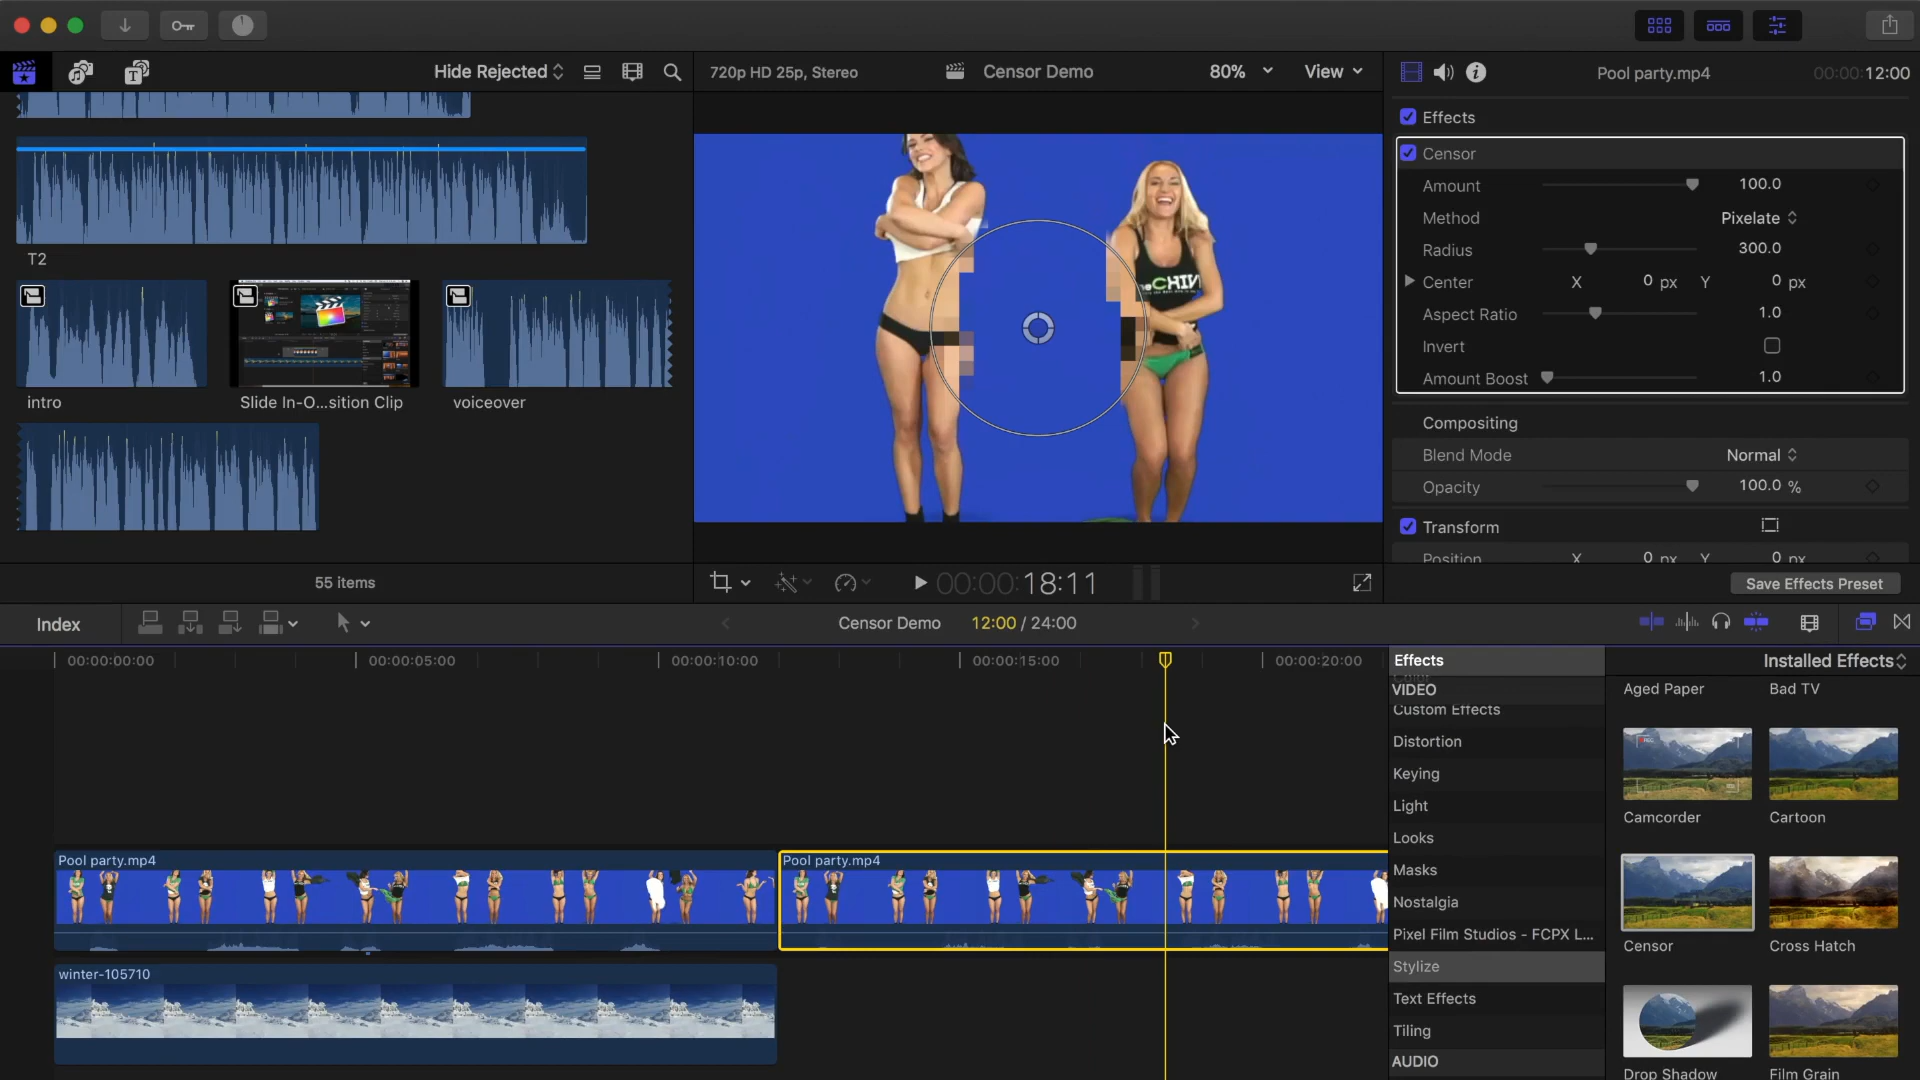 Hide Rejected
720p HD 25p, Stereo
Censor Demo
80%
View
Pool party.mp4
00:00:12:00
Effects
Censor
Amount
100.0
Method
Pixelate
Radius
300.0
Center
X
0 px
Y
0 px
Aspect Ratio
1.0
Invert
Amount Boost
1.0
T2
intro
Slide In-O...sition Clip
voiceover
CHIV
Compositing
Blend Mode
Normal
Opacity
100.0 %
Transform
Position
X
0 px
Y
0 px
55 items
00:00:18:11
Save Effects Preset
Index
Censor Demo
12:00 / 24:00
00:00:00:00
00:00:05:00
00:00:10:00
00:00:15:00
00:00:20:00
Effects
Installed Effects
VIDEO
Custom Effects
Distortion
Keying
Light
Looks
Masks
Nostalgia
Pixel Film Studios - FCPX L...
Stylize
Text Effects
Tiling
AUDIO
Aged Paper
Bad TV
Camcorder
Cartoon
Censor
Cross Hatch
Drop Shadow
Film Grain
Pool party.mp4
Pool party.mp4
winter-105710